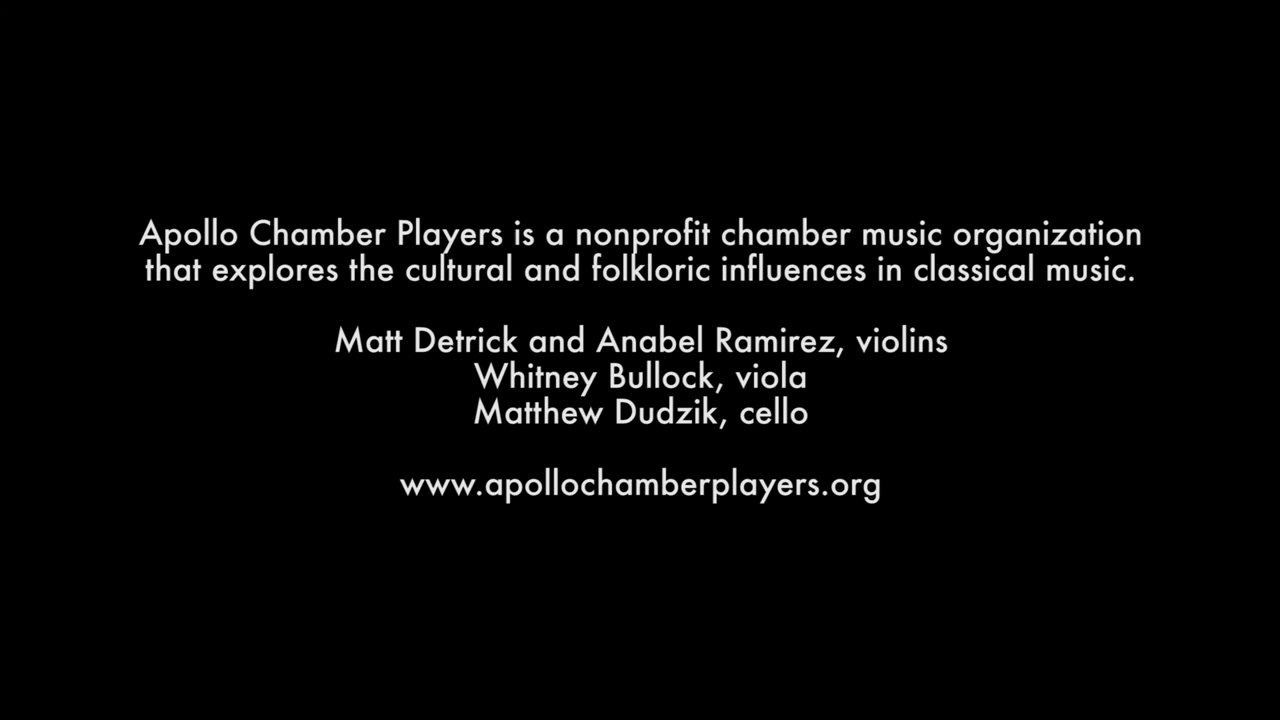 Apollo Chamber Players is a nonprofit chamber music organization
that explores the cultural and folkloric influences in classical music.
Matt Detrick and Anabel Ramirez, violins
Whitney Bullock, viola
Matthew Dudzik, cello
www.apollochamberplayers.org